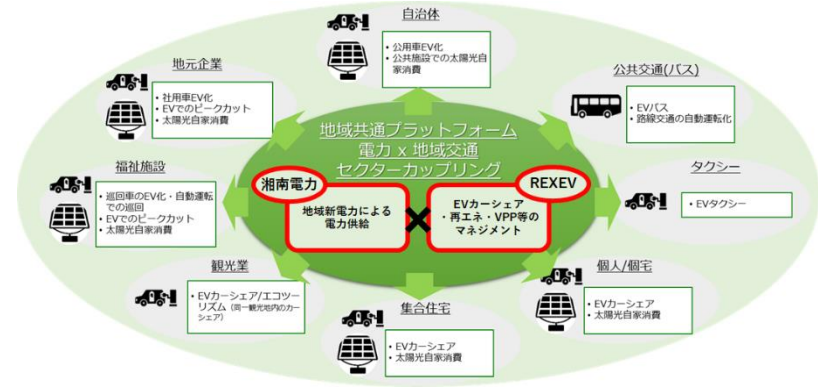 自治体
・公用車EV化
・公共施設での太陽光自
家消費
地元企業
・社用車EV化
・EVでのピークカット
・太陽光自家消費
公共交通(バス)
・EVバス
・路線交通の自動運転化
地域共通プラットフォーム
電力 x 地域交通
セクターカップリング
福祉施設
・巡回車のEV化・自動運転
での巡回
・EVでのピークカット
・太陽光自家消費
湘南電力
地域新電力による
電力供給
REXEV
EVカーシェア
・再エネ・VPP等の
マネジメント
タクシー
・EVタクシー
観光業
・EVカーシェア/エコツー
リズム（同一観光地内のカー
シェア）
集合住宅
・EVカーシェア
・太陽光自家消費
個人/個宅
・EVカーシェア
・太陽光自家消費